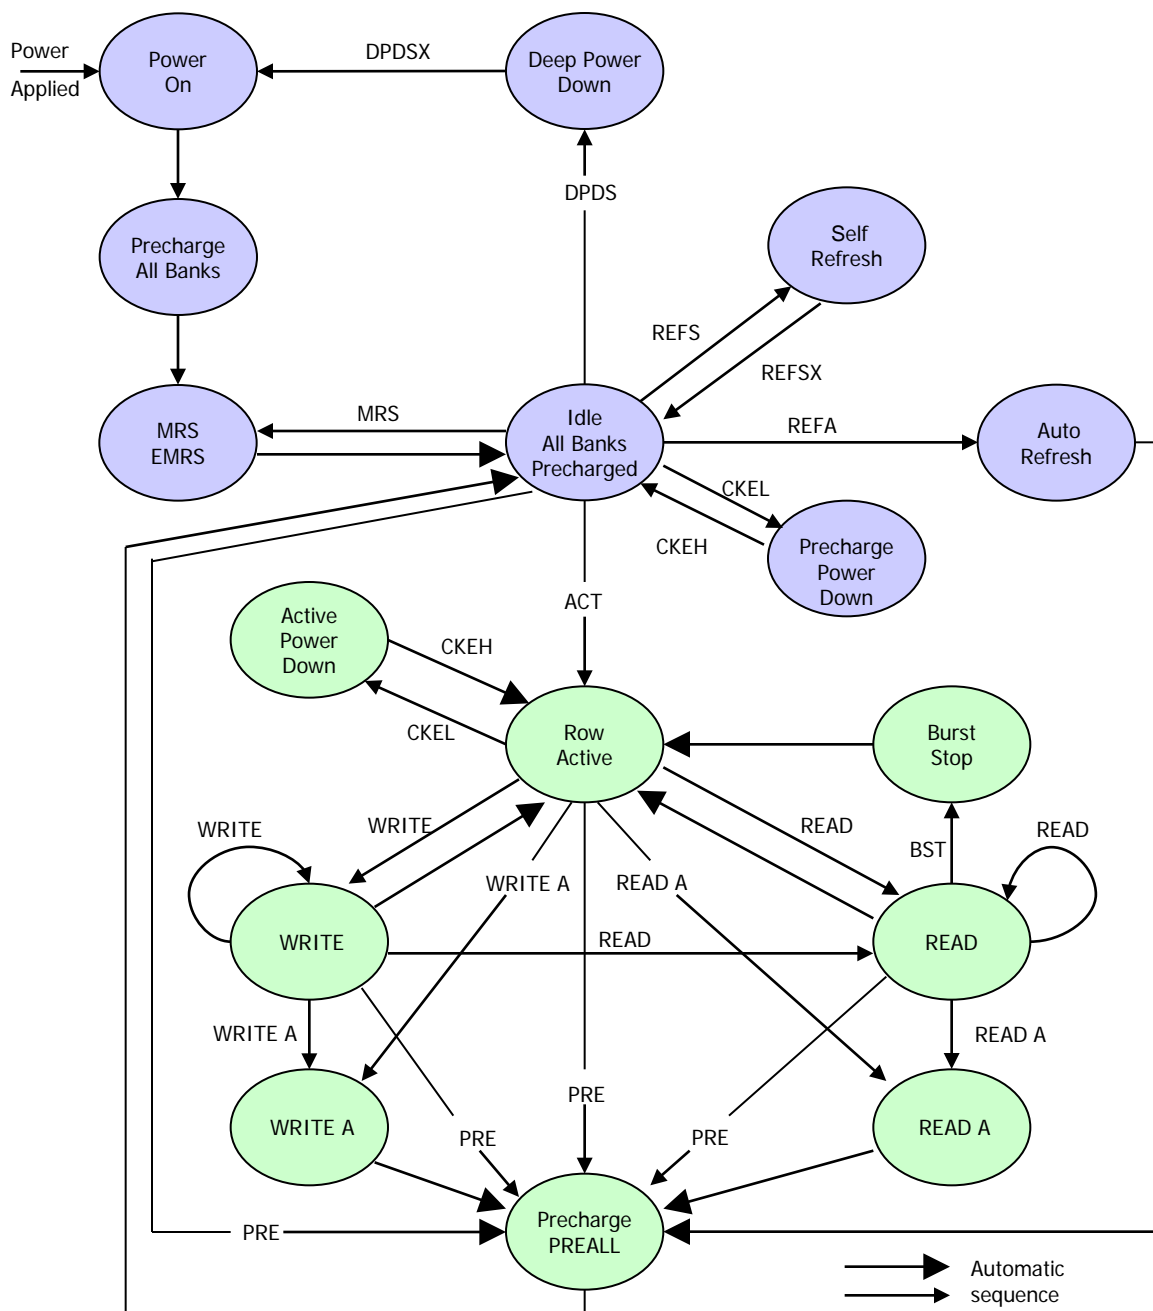 Power
Applied
Power
On
DPDSX
Deep Power
Down
DPDS
Precharge
All Banks
Self
Refresh
REFS
REFSX
MRS
EMRS
MRS
Idle
All Banks
Precharged
REFA
Auto
Refresh
CKEL
CKEH
Precharge
Power
Down
ACT
Active
Power
Down
CKEH
CKEL
Row
Active
Burst
Stop
WRITE
WRITE
READ
BST
READ
WRITE A
READ A
WRITE
READ
READ
WRITE A
READ A
WRITE A
PRE
PRE
PRE
READ A
PRE
Precharge
PREALL
Automatic
sequence